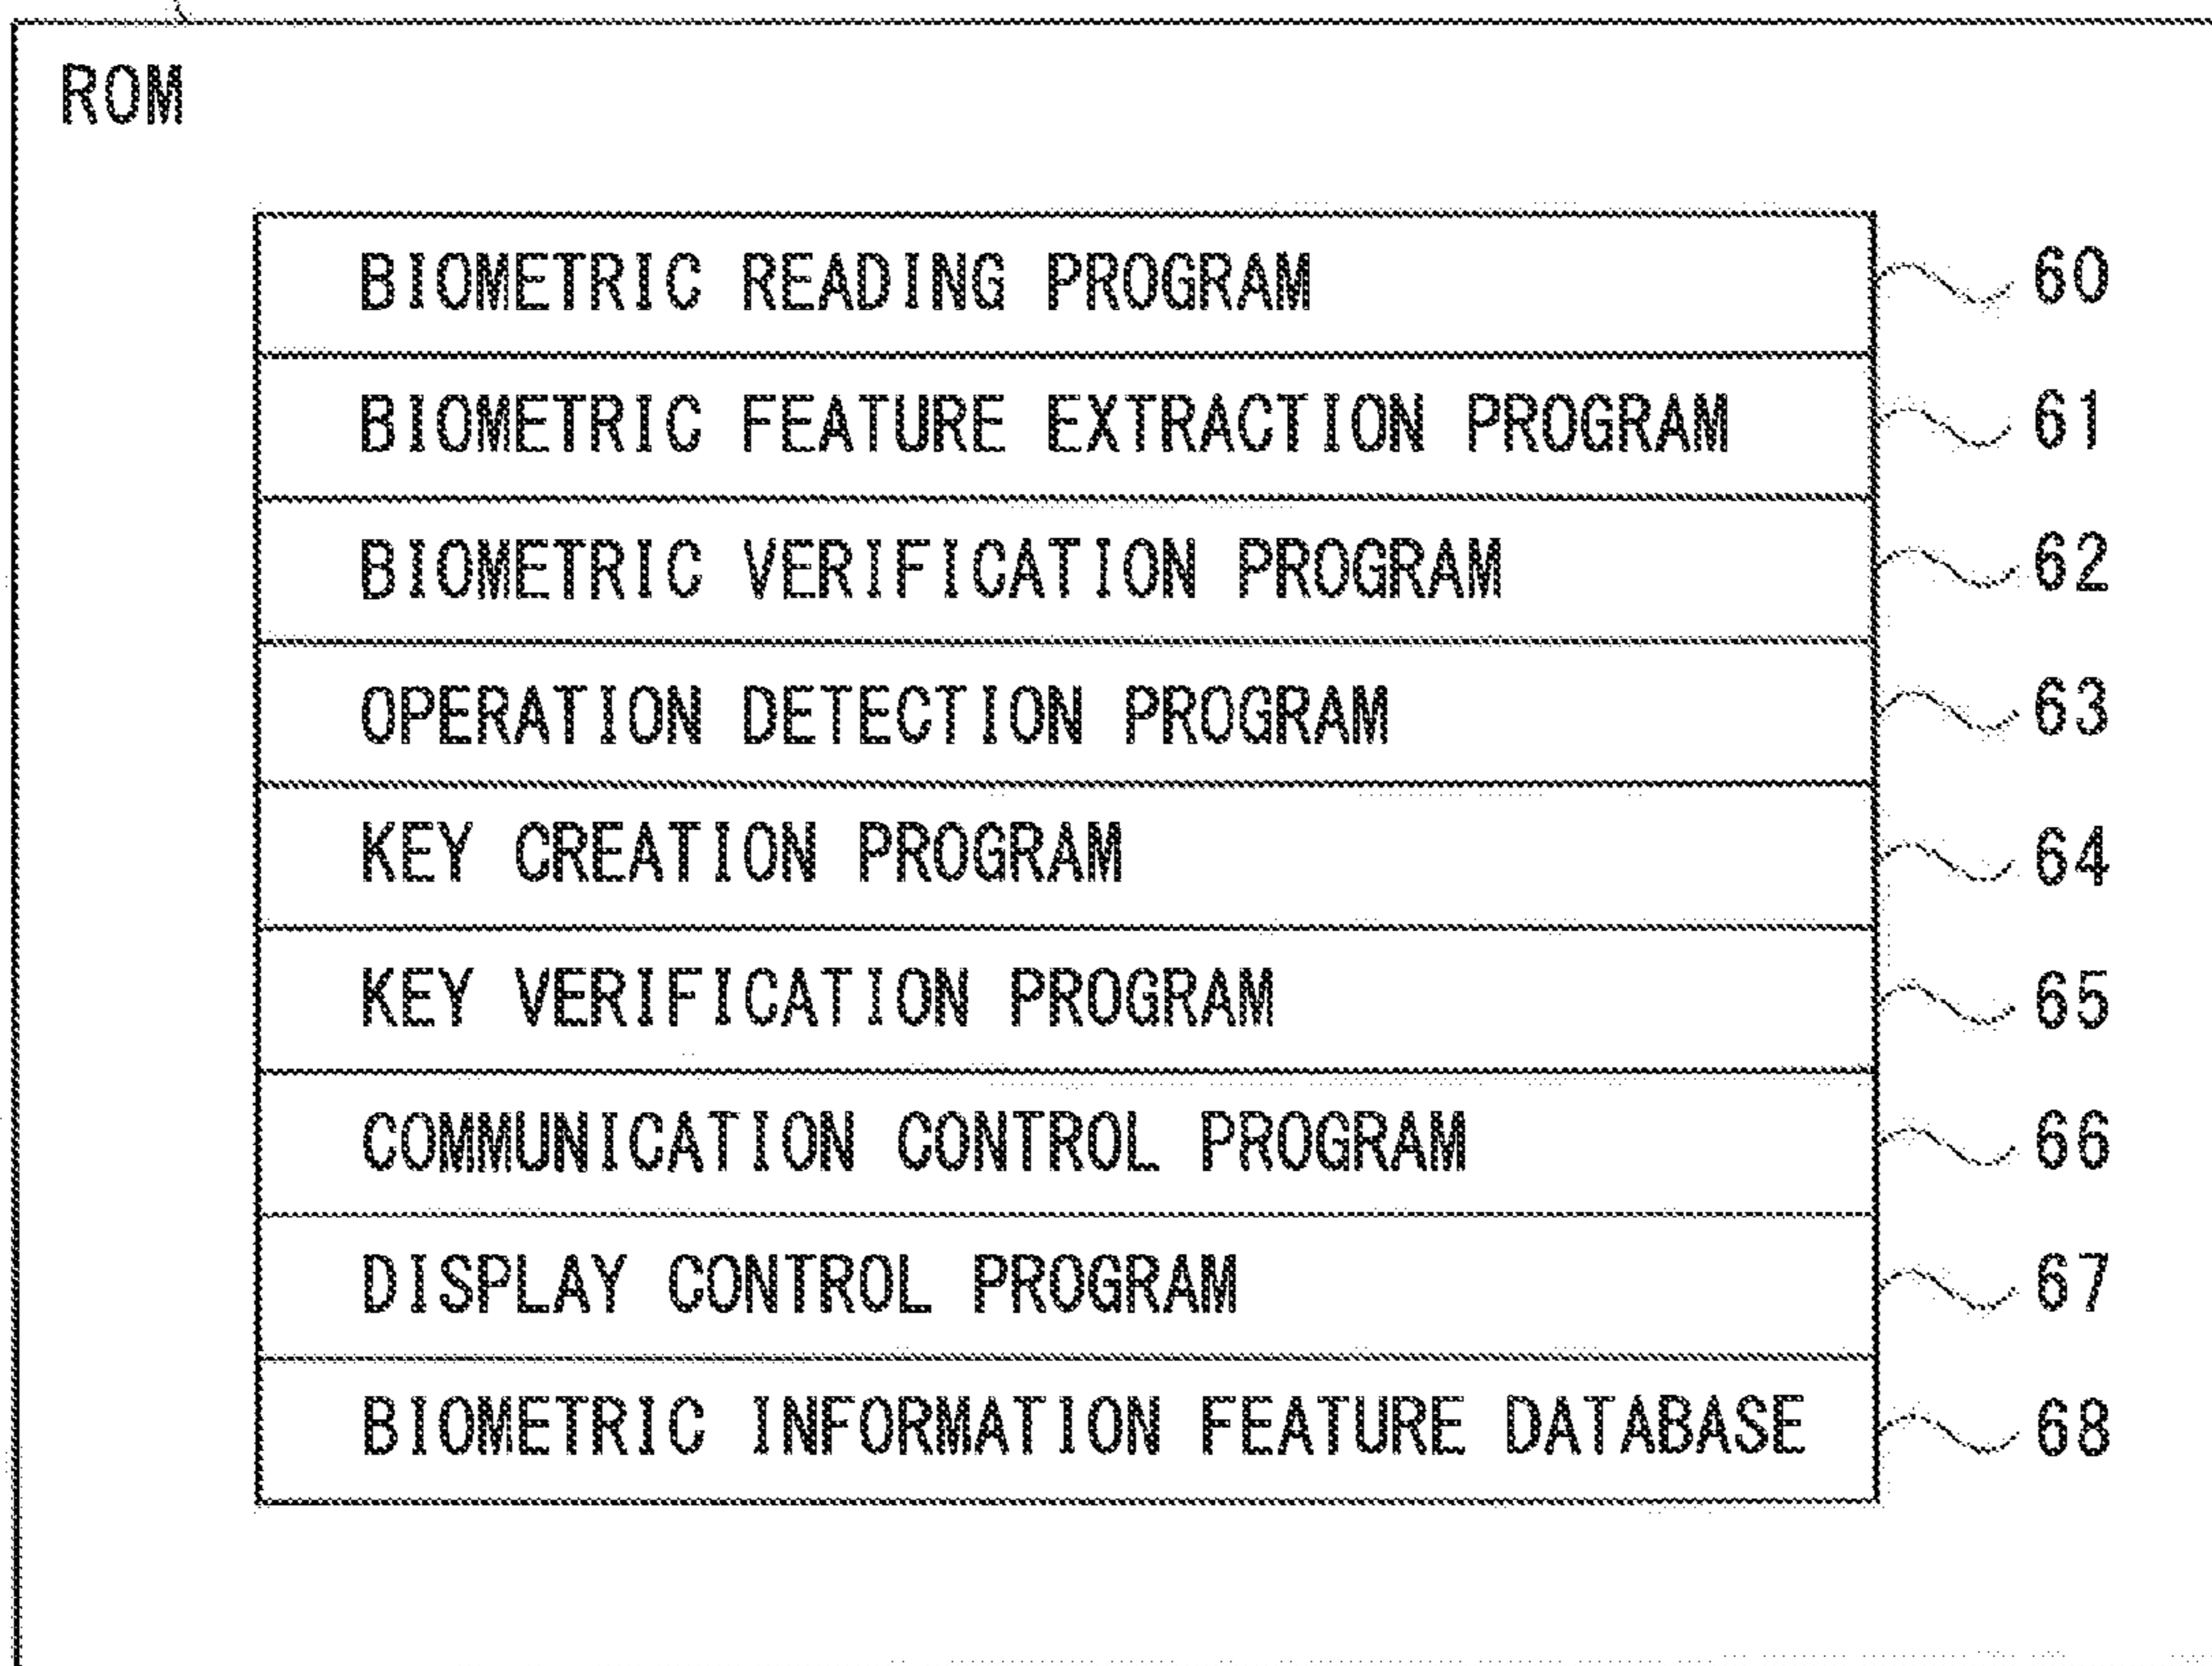 ROM
BIOMETRIC READING PROGRAM 60
BIOMETRIC FEATURE EXTRACTION PROGRAM 61
BIOMETRIC VERIFICATION PROGRAM 62
OPERATION DETECTION PROGRAM 63
KEY CREATION PROGRAM 64
KEY VERIFICATION PROGRAM 65
COMMUNICATION CONTROL PROGRAM 66
DISPLAY CONTROL PROGRAM 67
BIOMETRIC INFORMATION FEATURE DATABASE 68